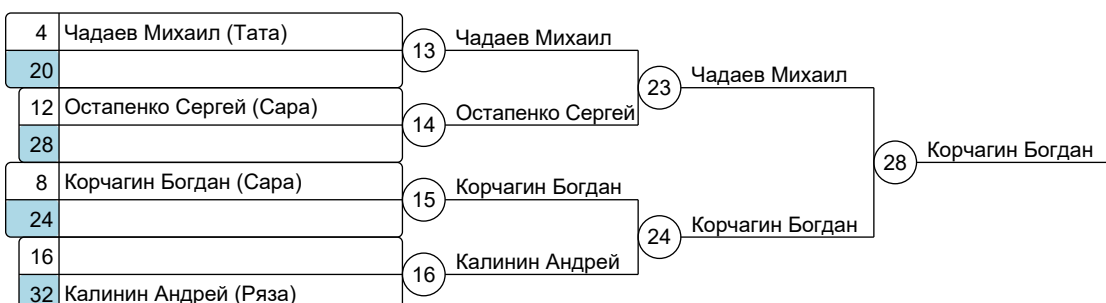 4 Чадаев Михаил (Тата)
20
13
Чадаев Михаил
12 Остапенко Сергей (Сара)
28
14
Остапенко Сергей
23
Чадаев Михаил
8 Корчагин Богдан (Сара)
24
15
Корчагин Богдан
16
32 Калинин Андрей (Ряза)
16
Калинин Андрей
24
Корчагин Богдан
28
Корчагин Богдан